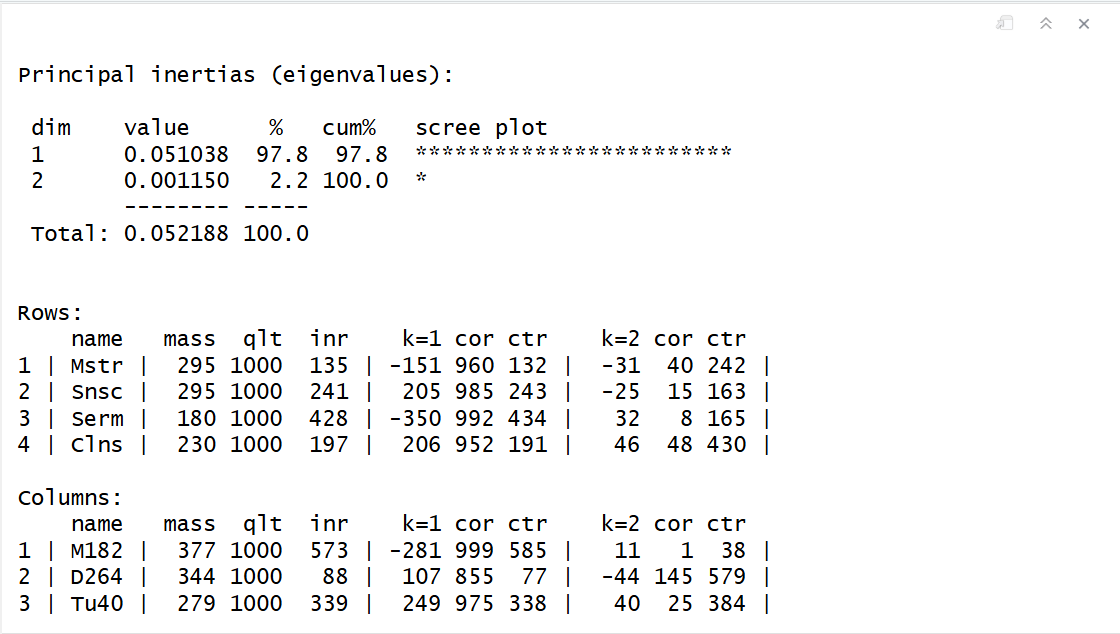 Principal inertias (eigenvalues):
 dim    value      %   cum%   scree plot
 1      0.051038  97.8  97.8  ************************
 2      0.001150   2.2 100.0  *
        -------- -----
 Total: 0.052188 100.0
Rows:
    name   mass  qlt  inr    k=1 cor ctr    k=2 cor ctr
1 | Mstr |  295 1000  135 | -151 960 132 |  -31  40 242 |
2 | Snsc |  295 1000  241 |  205 985 243 |  -25  15 163 |
3 | Serm |  180 1000  428 | -350 992 434 |   32   8 165 |
4 | Clns |  230 1000  197 |  206 952 191 |   46  48 430 |
Columns:
    name   mass  qlt  inr    k=1 cor ctr    k=2 cor ctr
1 | M182 |  377 1000  573 | -281 999 585 |   11   1  38 |
2 | D264 |  344 1000   88 |  107 855  77 |  -44 145 579 |
3 | Tu40 |  279 1000  339 |  249 975 338 |   40  25 384 |